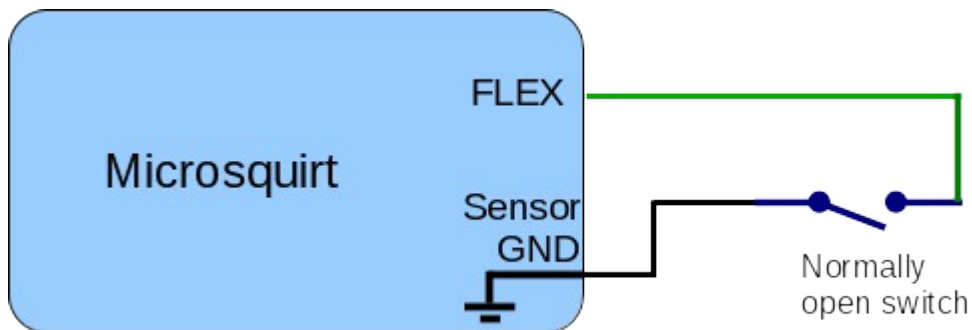 FLEX
Microsquirt
Sensor
GND
Normally
open switch